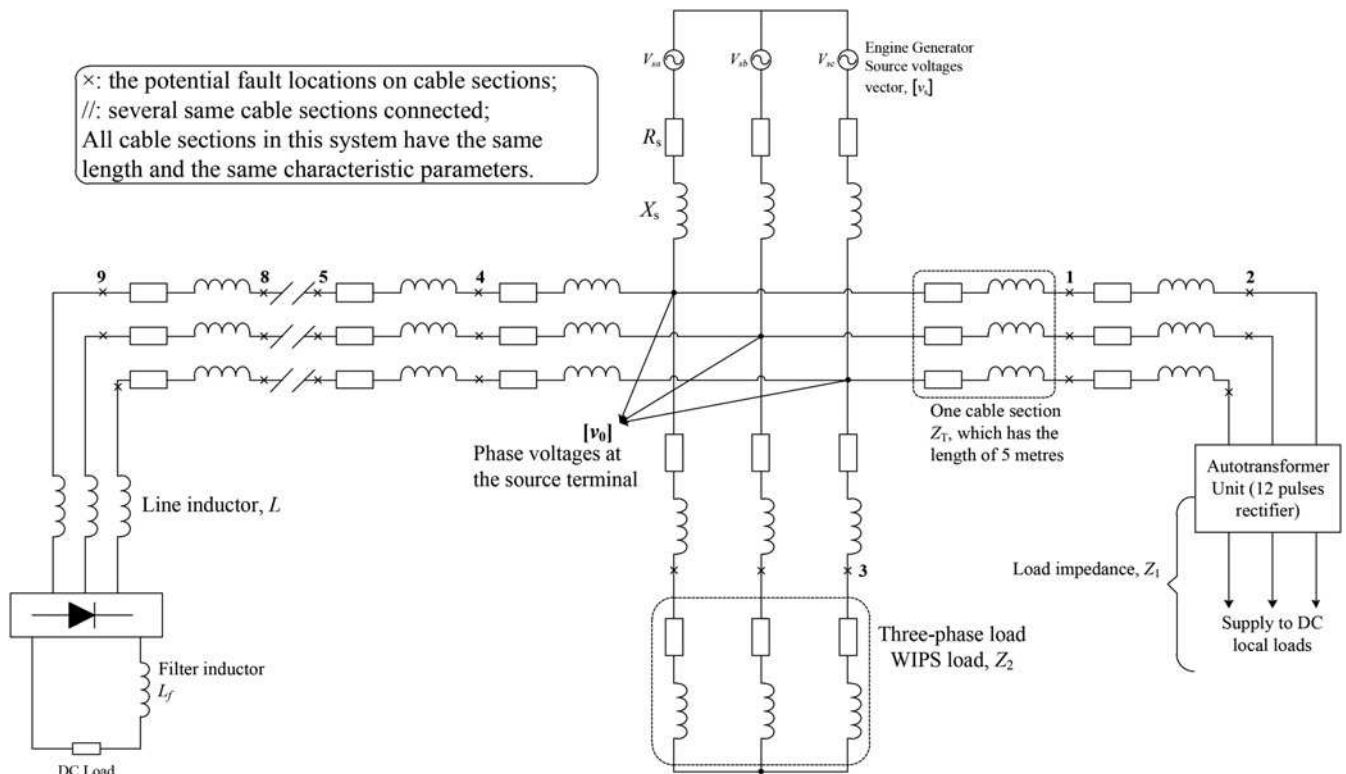 ×: the potential fault locations on cable sections;
//: several same cable sections connected;
All cable sections in this system have the same
length and the same characteristic parameters.
Vsa
Vsb
Vsc
Engine Generator
Source voltages
vector, [vs]
Rs
Xs
9
8
5
4
1
2
[v0]
Phase voltages at
the source terminal
One cable section
ZT, which has the
length of 5 metres
Line inductor, L
Autotransformer
Unit (12 pulses
rectifier)
Load impedance, Z1
3
Supply to DC
local loads
Three-phase load
WIPS load, Z2
Filter inductor
Lf
DC Load